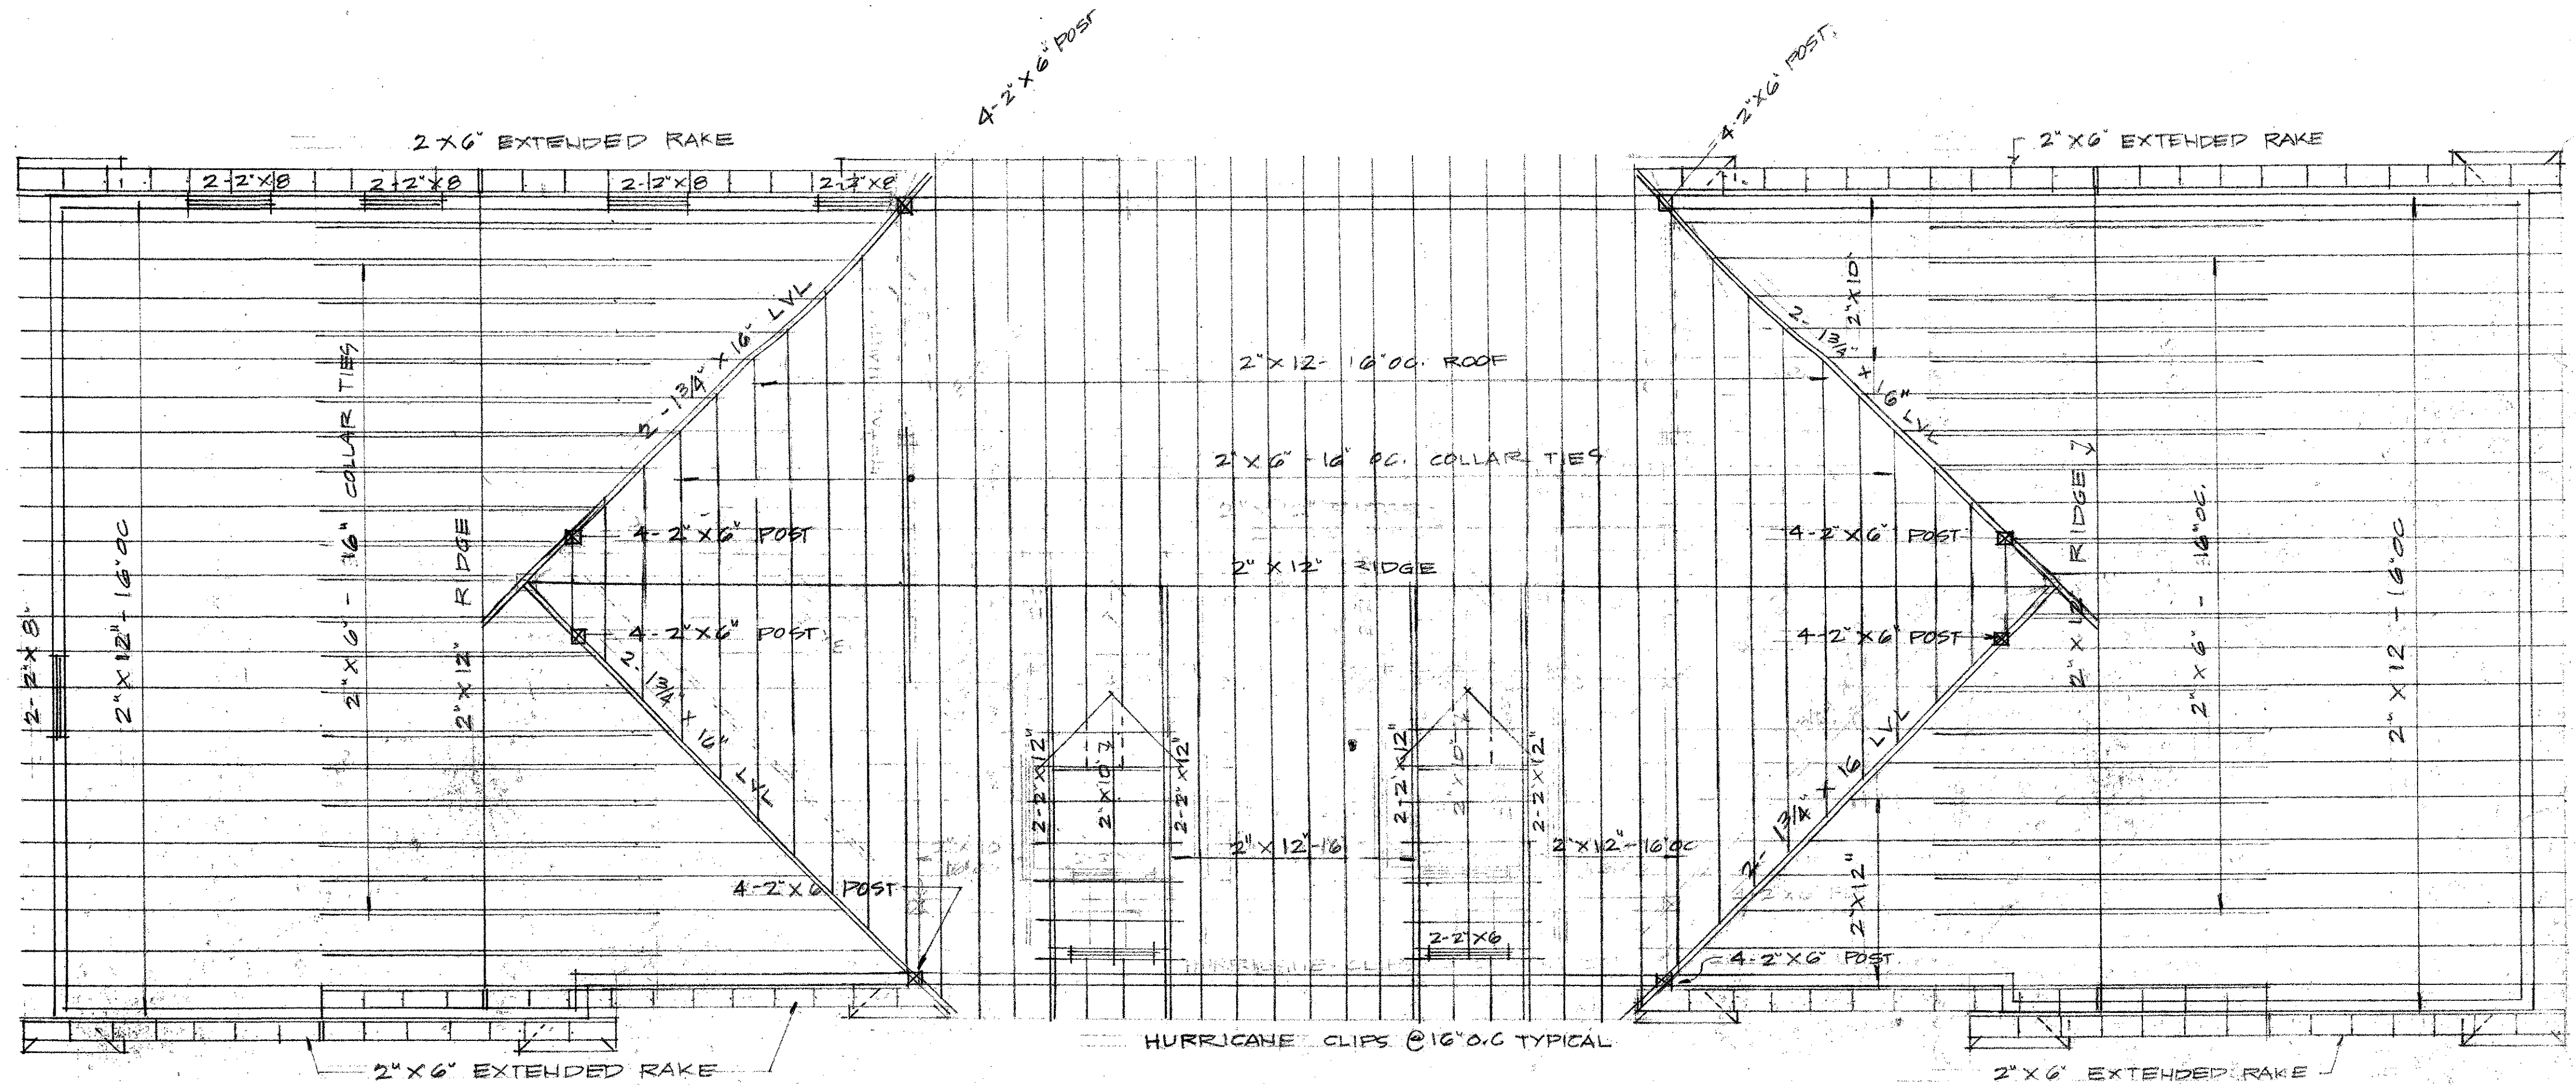 4-2"X6" POST
4-2"X6" POST.
2 X6" EXTENDED RAKE
2"X6" EXTENDED RAKE
2-2"X8
2-2"X8
2-2"X8
2-2"X8
2"X10"
2 - 1 3/4" X 16" LVL
2- 1 3/4" X 16" LVL
2"X12- 16"OC. ROOF
2"X6"-16" OC. COLLAR TIES
2"X6"- 16" COLLAR TIES
2"X12" RIDGE
2"X12"- 16"OC
4-2"X6" POST
4-2"X6" POST
2"X12" RIDGE
2"X12" RIDGE
2"X6"- 16"OC.
2"X12-16"OC
2-2"X8"
4-2"X6" POST
4-2"X6" POST
2- 1 3/4" X 16" LVL
2- 1 3/4" X 16 LVL
2-2"X12"
2"X10"
2-2"X12"
2-2"X12"
2"X10"
2-2"X12"
2"X12"-16
2"X12"-16"OC
2"X12"
4-2"X6 POST
2-2"X6
4-2"X6" POST
HURRICANE CLIPS
HURRICANE CLIPS @16"O.C TYPICAL
2"X6" EXTENDED RAKE
2"X6" EXTENDED RAKE